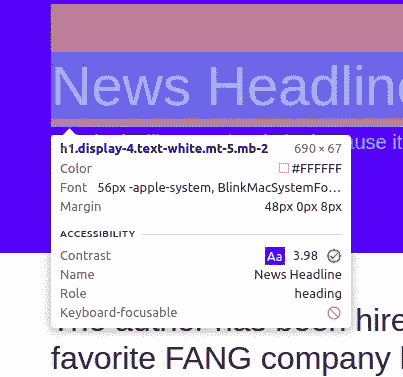 News Headline
ause it
h1.display-4.text-white.mt-5.mb-2 690 × 67
Color #FFFFFF
Font 56px -apple-system, BlinkMacSystemFo…
Margin 48px 0px 8px
ACCESSIBILITY
Contrast Aa 3.98
Name News Headline
Role heading
Keyboard-focusable
The author has been hire
favorite FANG company